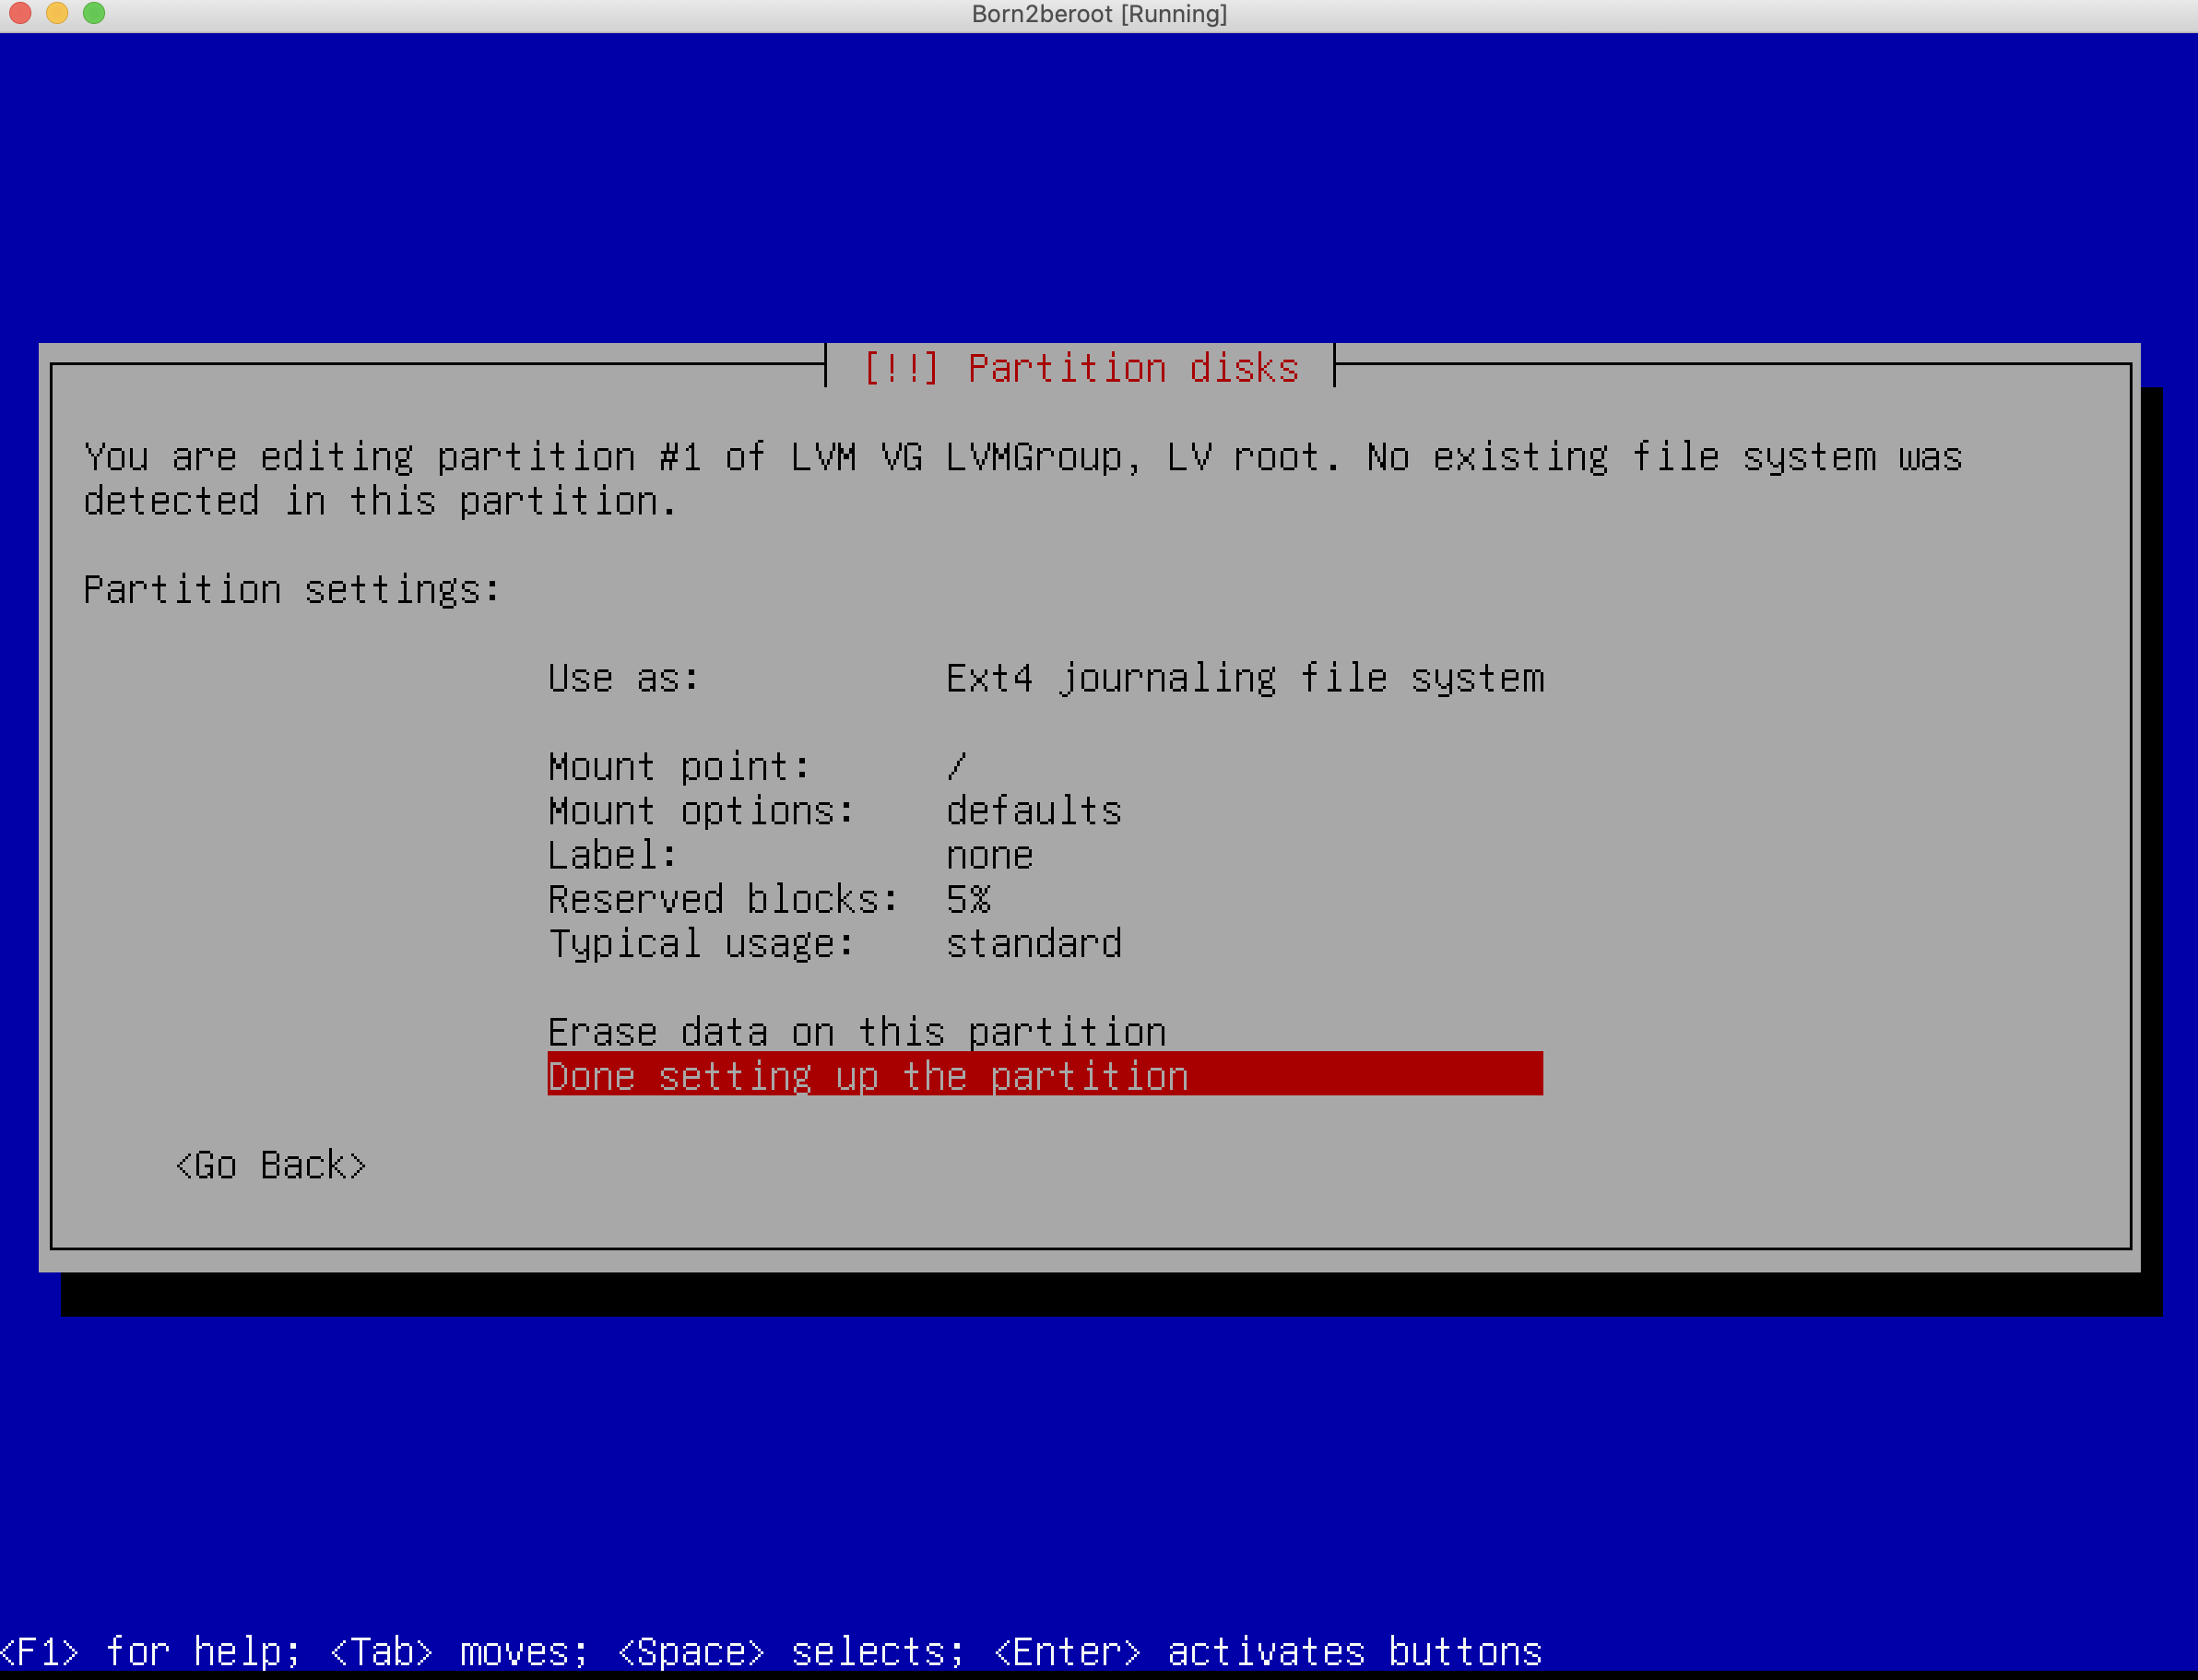 Born2beroot [Running]
[!!] Partition disks
You are editing partition #1 of LVM VG LVMGroup, LV root. No existing file system was
detected in this partition.
Partition settings:
Use as: Ext4 journaling file system
Mount point: /
Mount options: defaults
Label: none
Reserved blocks: 5%
Typical usage: standard
Erase data on this partition
Done setting up the partition
<Go Back>
<F1> for help; <Tab> moves; <Space> selects; <Enter> activates buttons